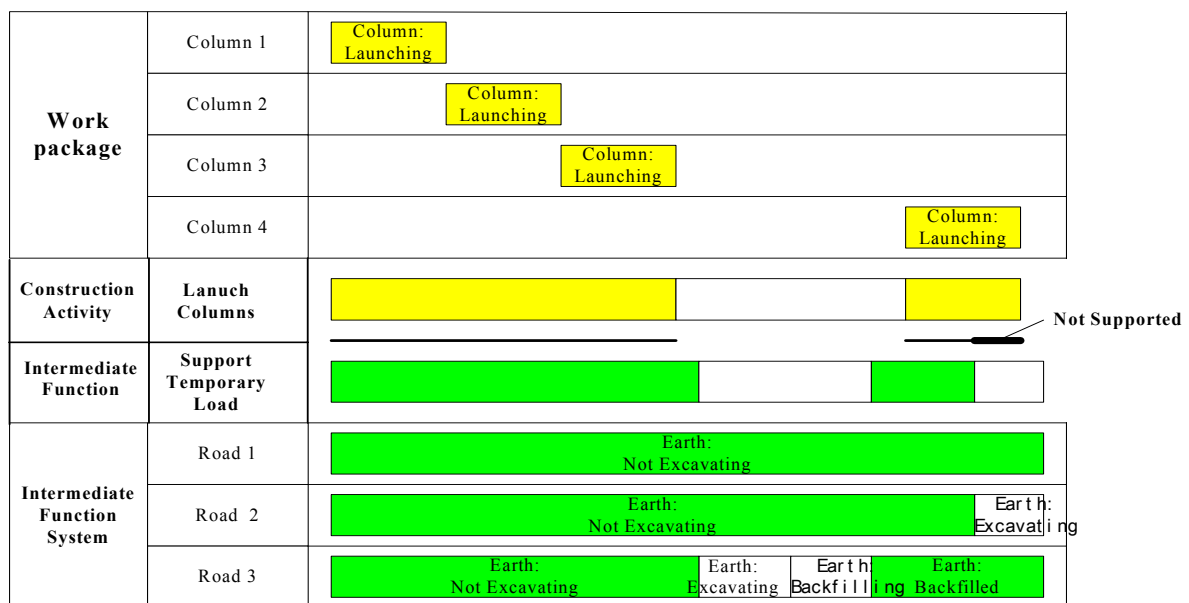 Work
package
Column 1
Column:
Launching
Column 2
Column:
Launching
Column 3
Column:
Launching
Column 4
Column:
Launching
Construction
Activity
Lanuch
Columns
Not Supported
Intermediate
Function
Support
Temporary
Load
Intermediate
Function
System
Road 1
Earth:
Not Excavating
Road 2
Earth:
Not Excavating
Earth:
Excavating
Road 3
Earth:
Not Excavating
Earth:
Excavating
Earth:
Backfilling
Earth:
Backfilled